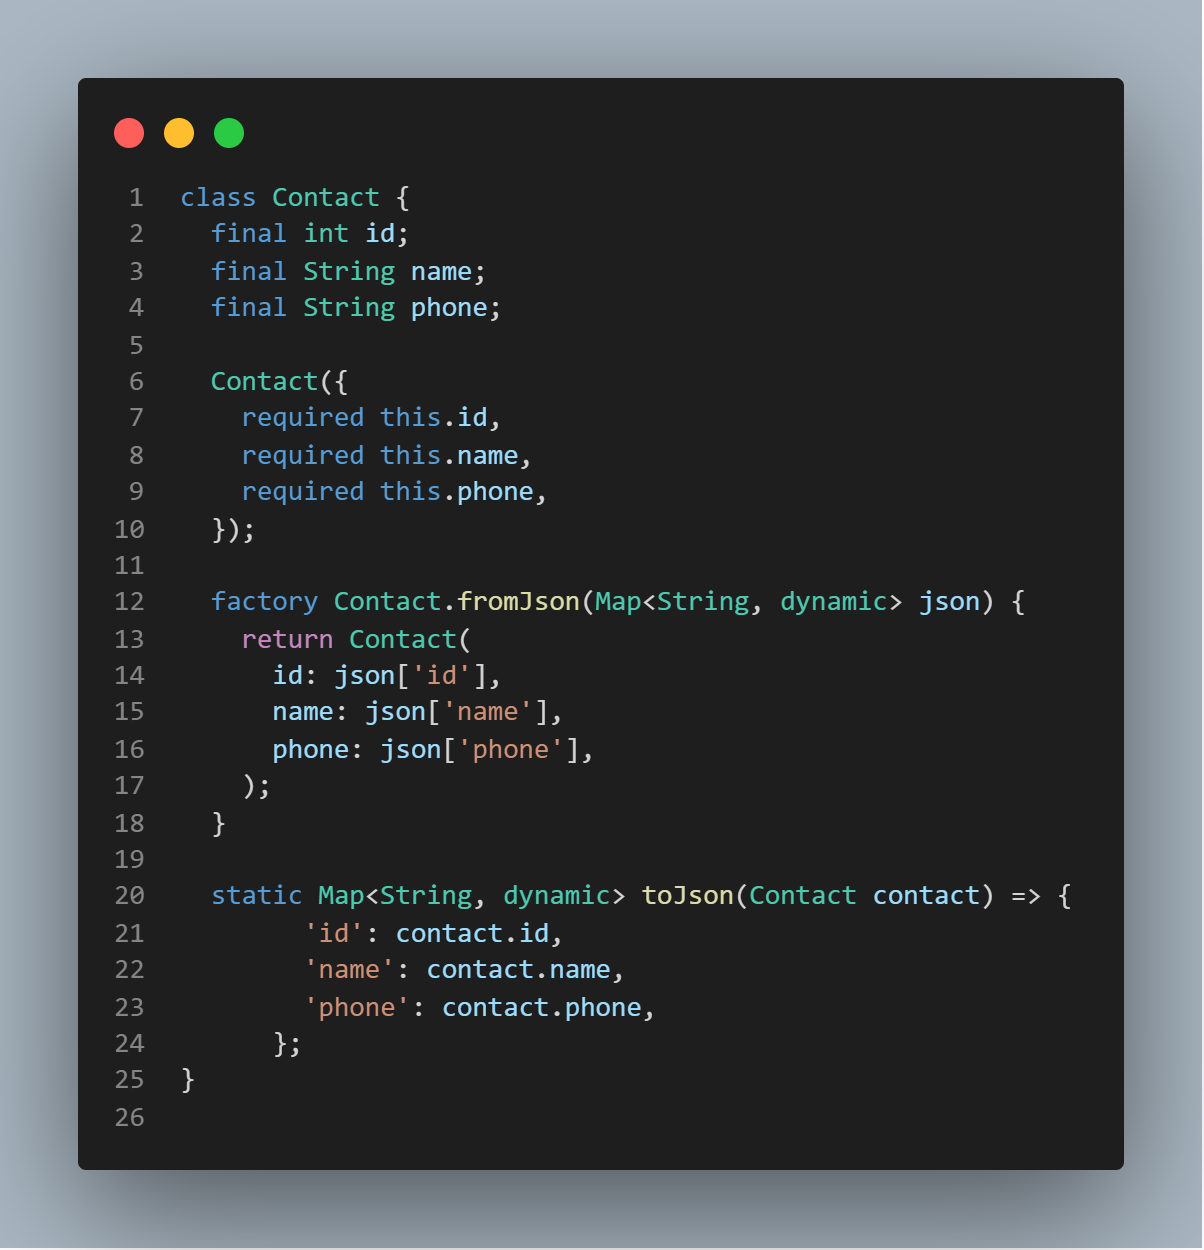 1 class Contact {
2   final int id;
3   final String name;
4   final String phone;
5
6   Contact({
7     required this.id,
8     required this.name,
9     required this.phone,
10   });
11
12   factory Contact.fromJson(Map<String, dynamic> json) {
13     return Contact(
14       id: json['id'],
15       name: json['name'],
16       phone: json['phone'],
17     );
18   }
19
20   static Map<String, dynamic> toJson(Contact contact) => {
21         'id': contact.id,
22         'name': contact.name,
23         'phone': contact.phone,
24       };
25 }
26